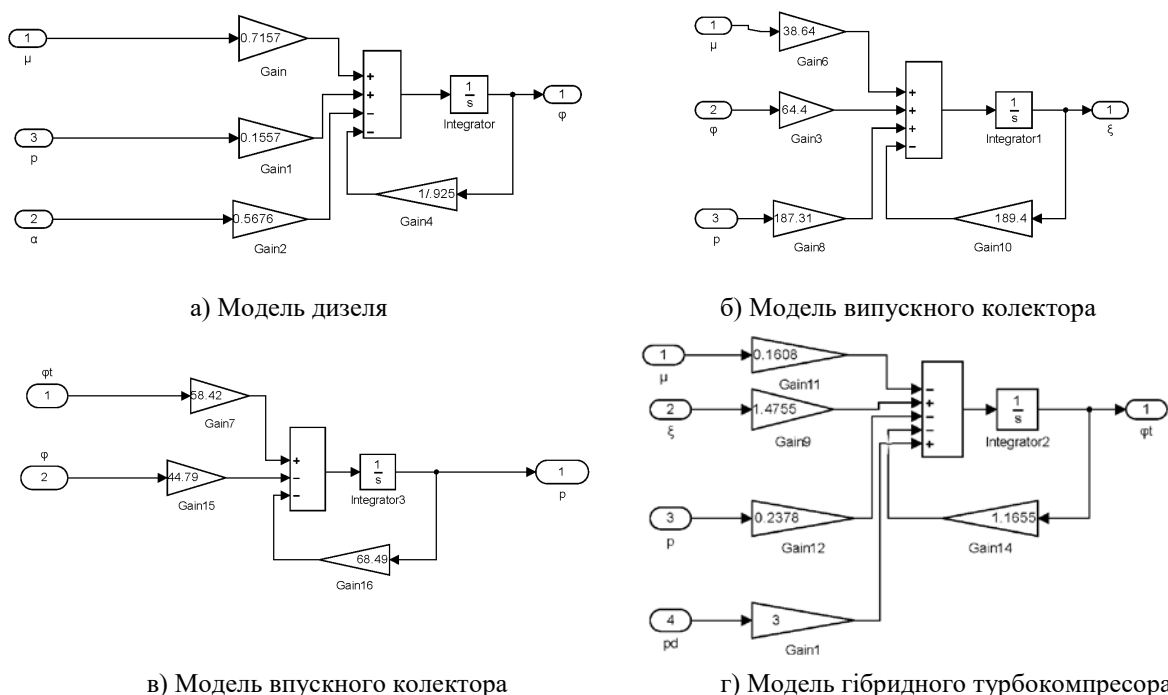 1
μ
0.7157
Gain
+
+
−
−
1
s
Integrator
1
φ
3
p
0.1557
Gain1
1/.925
Gain4
2
α
0.5676
Gain2
а) Модель дизеля
1
μ
38.64
Gain6
2
φ
64.4
Gain3
+
+
+
−
1
s
Integrator1
1
ξ
3
p
187.31
Gain8
189.4
Gain10
б) Модель випускного колектора
φt
1
58.42
Gain7
φ
2
44.79
Gain15
+
−
−
1
s
Integrator3
1
p
68.49
Gain16
в) Модель впускного колектора
1
μ
0.1608
Gain11
2
ξ
1.4755
Gain9
−
+
−
−
+
1
s
Integrator2
1
φt
3
p
0.2378
Gain12
1.1655
Gain14
4
pd
3
Gain1
г) Модель гібридного турбокомпресора